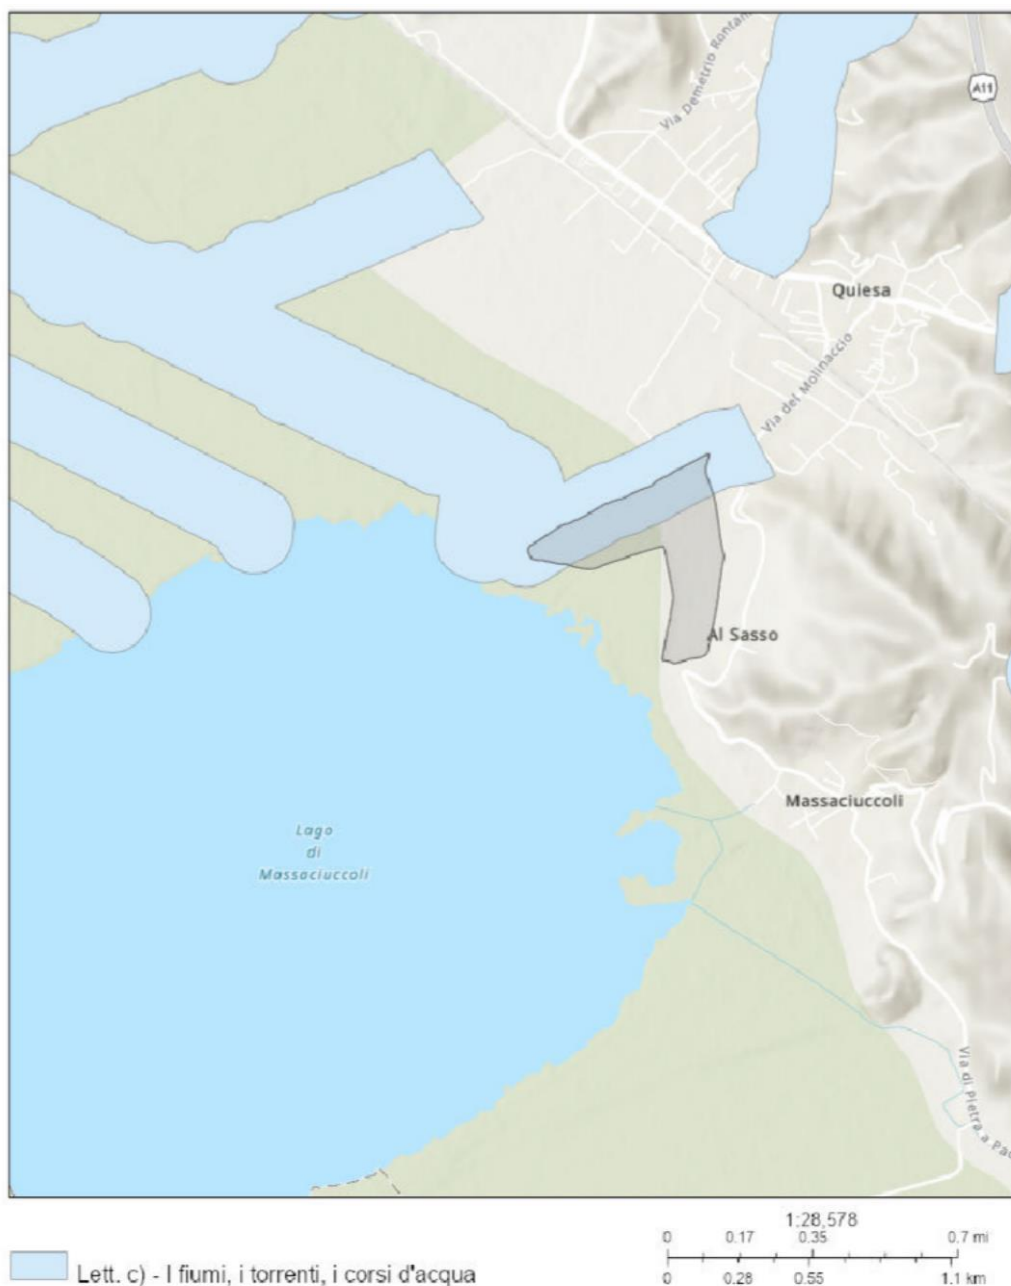 Via Demetrio Rontani
A11
Quiesa
Via del Molinaccio
Al Sasso
Massaciuccoli
Lago
di
Massaciuccoli
Via di Pietra a Pad
1:28,578
0 0.17 0.35 0.7 mi
0 0.28 0.55 1.1 km
Lett. c) - I fiumi, i torrenti, i corsi d'acqua